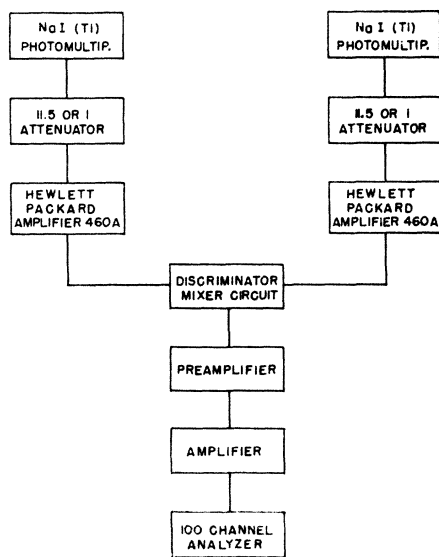 NaI (Tl)
PHOTOMULTIP.
11.5 OR 1
ATTENUATOR
HEWLETT
PACKARD
AMPLIFIER 460A
NaI (Tl)
PHOTOMULTIP.
11.5 OR 1
ATTENUATOR
HEWLETT
PACKARD
AMPLIFIER 460A
DISCRIMINATOR
MIXER CIRCUIT
PREAMPLIFIER
AMPLIFIER
100 CHANNEL
ANALYZER